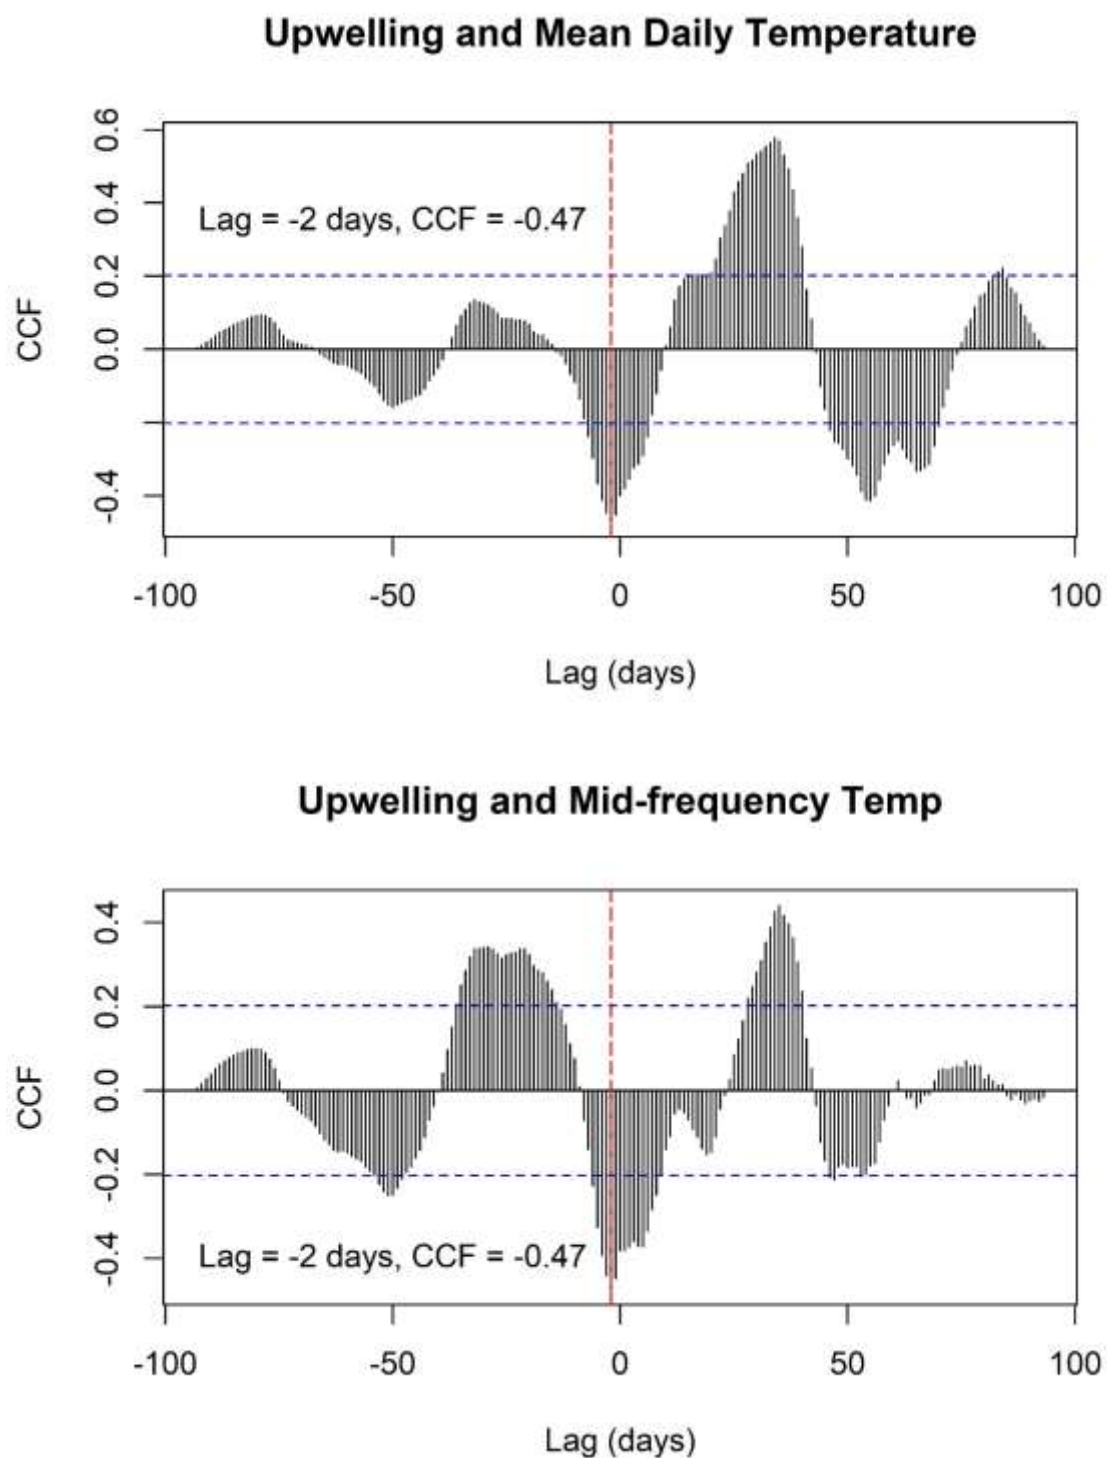 Upwelling and Mean Daily Temperature
0.6
0.4
0.2
0.0
-0.4
CCF
Lag = -2 days, CCF = -0.47
-100 -50 0 50 100
Lag (days)
Upwelling and Mid-frequency Temp
0.4
0.2
0.0
-0.2
-0.4
CCF
Lag = -2 days, CCF = -0.47
-100 -50 0 50 100
Lag (days)